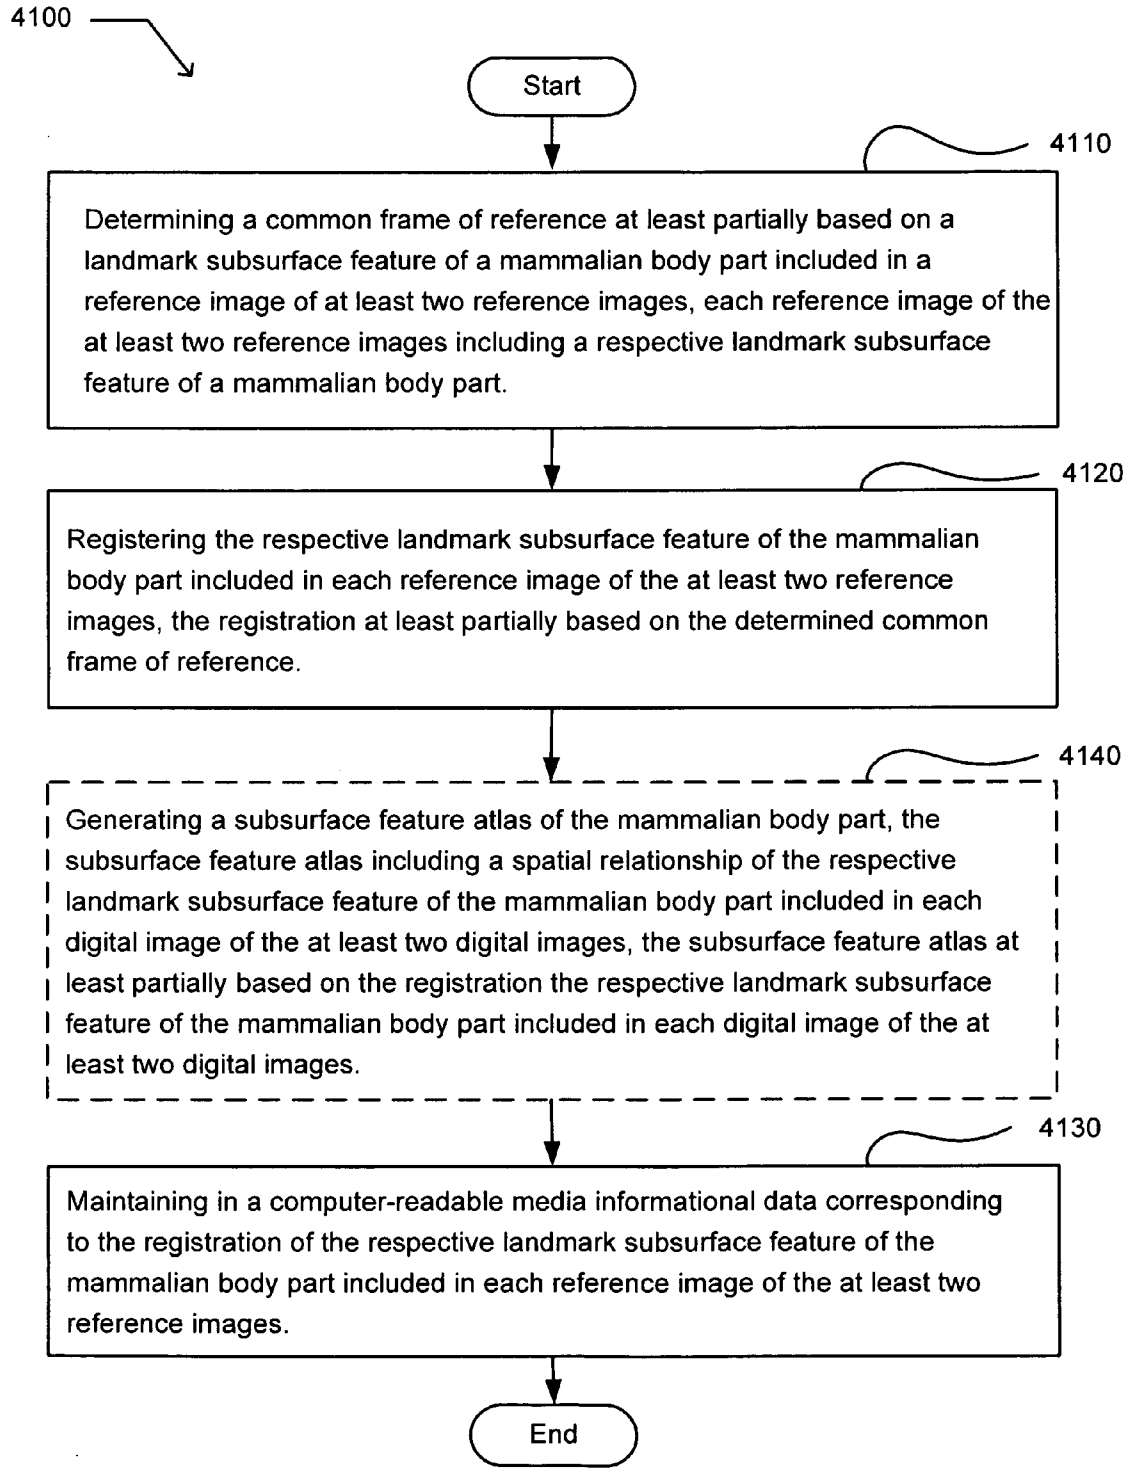 4100
Start
4110
Determining a common frame of reference at least partially based on a
landmark subsurface feature of a mammalian body part included in a
reference image of at least two reference images, each reference image of the
at least two reference images including a respective landmark subsurface
feature of a mammalian body part.
4120
Registering the respective landmark subsurface feature of the mammalian
body part included in each reference image of the at least two reference
images, the registration at least partially based on the determined common
frame of reference.
4140
Generating a subsurface feature atlas of the mammalian body part, the
subsurface feature atlas including a spatial relationship of the respective
landmark subsurface feature of the mammalian body part included in each
digital image of the at least two digital images, the subsurface feature atlas at
least partially based on the registration the respective landmark subsurface
feature of the mammalian body part included in each digital image of the at
least two digital images.
4130
Maintaining in a computer-readable media informational data corresponding
to the registration of the respective landmark subsurface feature of the
mammalian body part included in each reference image of the at least two
reference images.
End